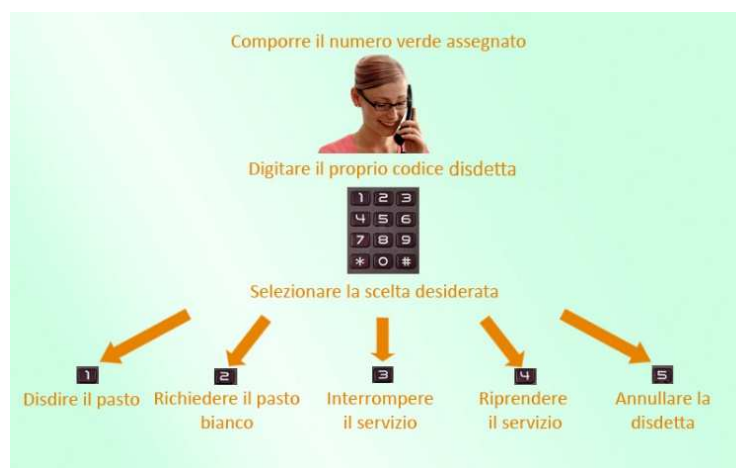 Comporre il numero verde assegnato
Digitare il proprio codice disdetta
1 2 3
4 5 6
7 8 9
* 0 #
Selezionare la scelta desiderata
1
Disdire il pasto
2
Richiedere il pasto
bianco
3
Interrompere
il servizio
4
Riprendere
il servizio
5
Annullare la
disdetta